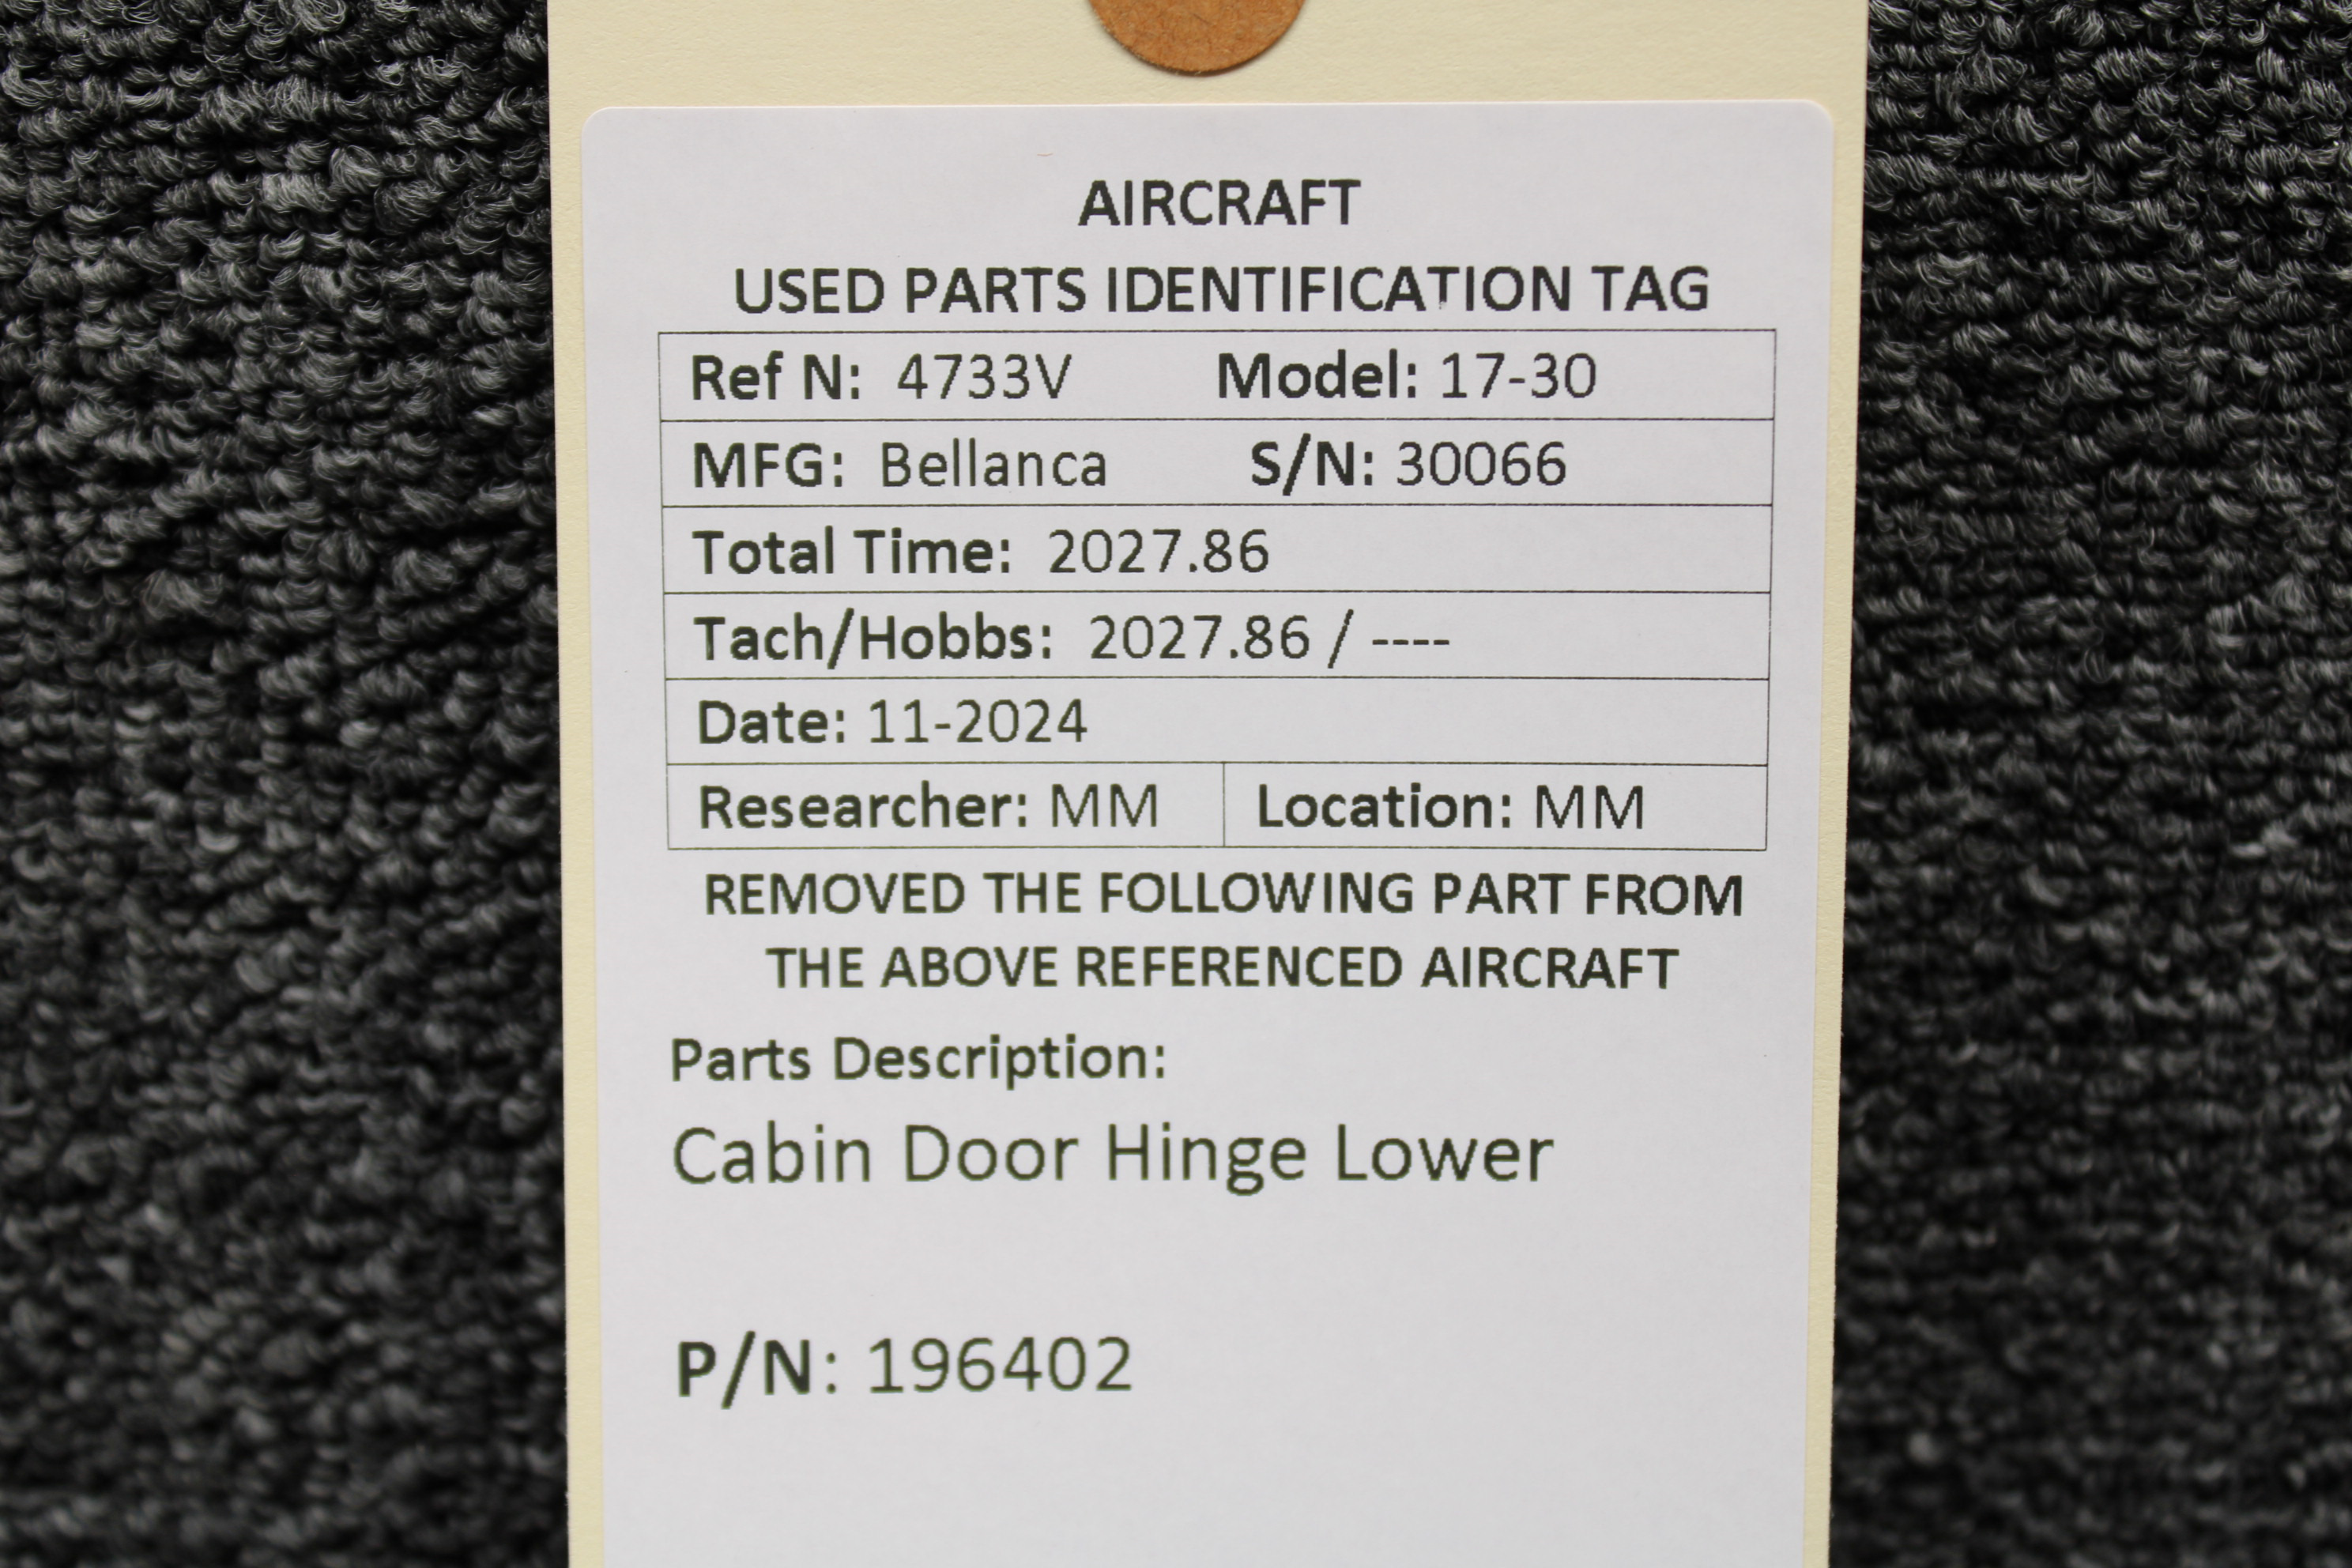 AIRCRAFT
USED PARTS IDENTIFICATION TAG
Ref N: 4733V Model: 17-30
MFG: Bellanca S/N: 30066
Total Time: 2027.86
Tach/Hobbs: 2027.86 / ----
Date: 11-2024
Researcher: MM Location: MM
REMOVED THE FOLLOWING PART FROM
THE ABOVE REFERENCED AIRCRAFT
Parts Description:
Cabin Door Hinge Lower
P/N: 196402